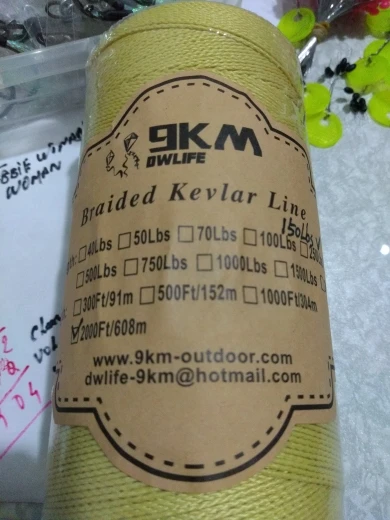 WOMAN
9KM
DWLIFE
Braided Kevlar Line
150Lbs
40Lbs 50Lbs 70Lbs 100Lbs
500Lbs 750Lbs 1000Lbs 1500Lbs
300Ft/91m 500Ft/152m 1000Ft/304m
2000Ft/608m
www.9km-outdoor.com
dwlife-9km@hotmail.com